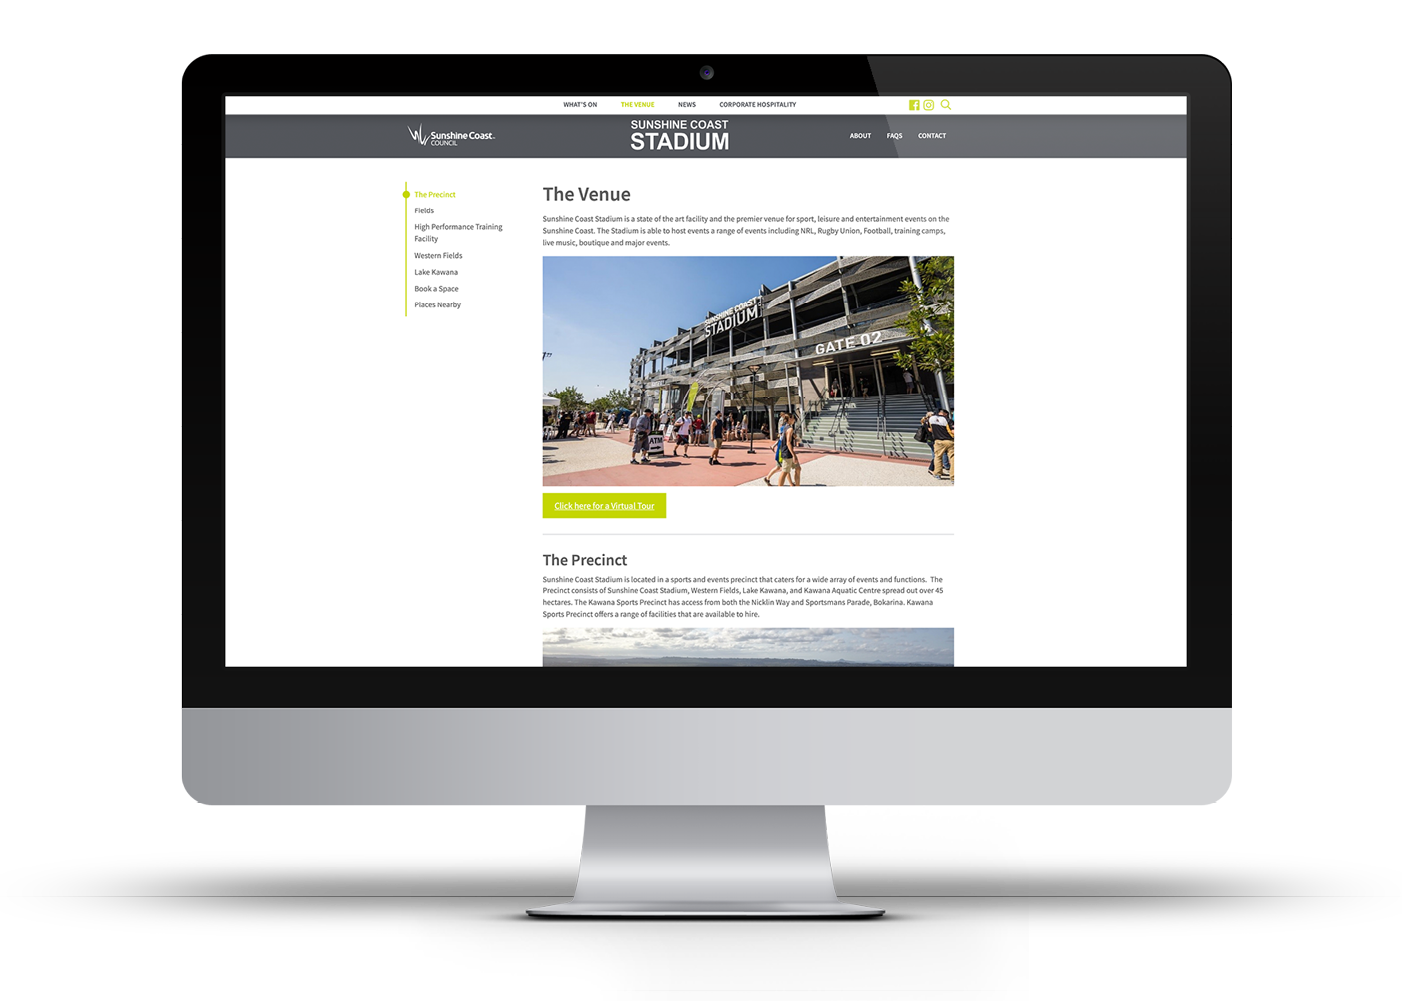 WHAT'S ON THE VENUE NEWS CORPORATE HOSPITALITY
Sunshine Coast
COUNCIL
SUNSHINE COAST
STADIUM
ABOUT FAQS CONTACT
The Precinct
Fields
High Performance Training
Facility
Western Fields
Lake Kawana
Book a Space
Places Nearby
The Venue
Sunshine Coast Stadium is a state of the art facility and the premier venue for sport, leisure and entertainment events on the
Sunshine Coast. The Stadium is able to host events a range of events including NRL, Rugby Union, Football, training camps,
live music, boutique and major events.
SUNSHINE COAST
STADIUM
GATE 02
ATM
Click here for a Virtual Tour
The Precinct
Sunshine Coast Stadium is located in a sports and events precinct that caters for a wide array of events and functions. The
Precinct consists of Sunshine Coast Stadium, Western Fields, Lake Kawana, and Kawana Aquatic Centre spread out over 45
hectares. The Kawana Sports Precinct has access from both the Nicklin Way and Sportsmans Parade, Bokarina. Kawana
Sports Precinct offers a range of facilities that are available to hire.